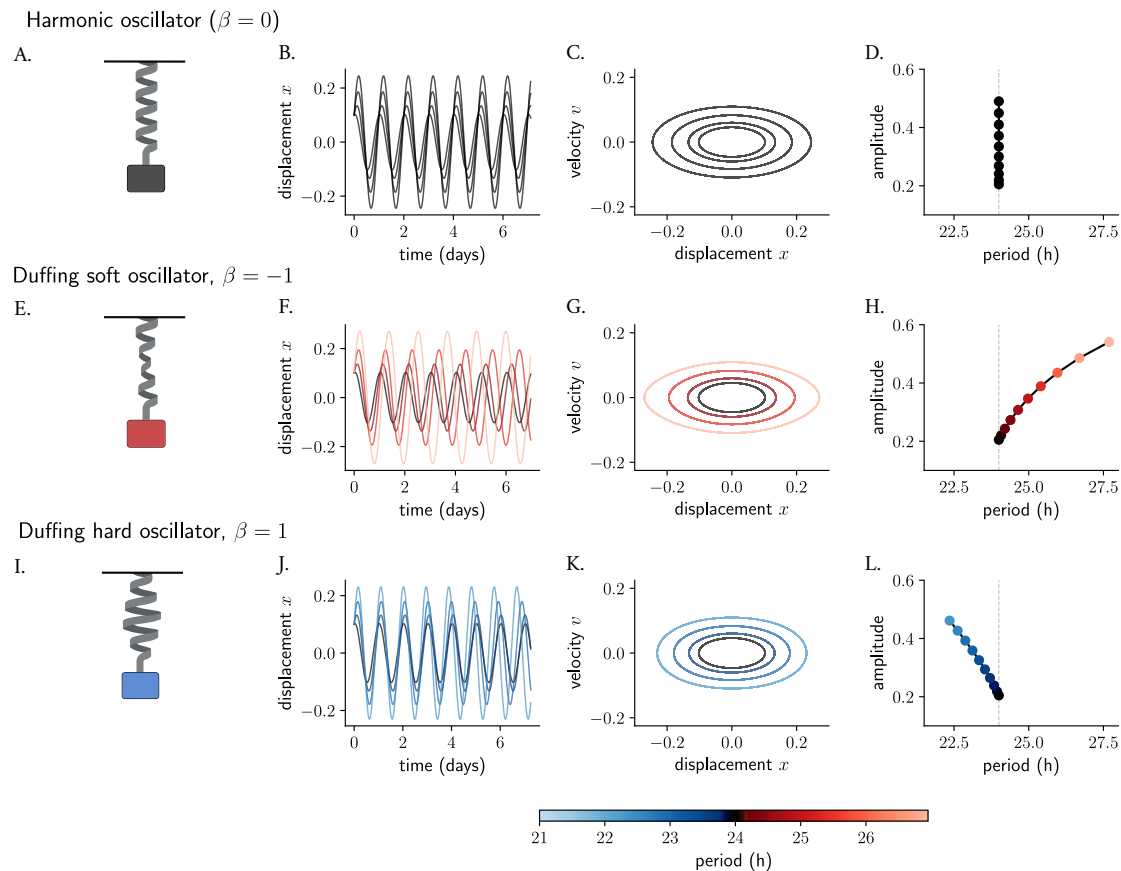 Harmonic oscillator (β = 0)
A.
B.
C.
D.
displacement x
0.2
0.0
−0.2
0
2
4
6
time (days)
velocity v
0.2
0.0
−0.2
−0.2
0.0
0.2
displacement x
amplitude
0.6
0.4
0.2
22.5
25.0
27.5
period (h)
Duffing soft oscillator, β = −1
E.
F.
G.
H.
displacement x
0.2
0.0
−0.2
0
2
4
6
time (days)
velocity v
0.2
0.0
−0.2
−0.2
0.0
0.2
displacement x
amplitude
0.6
0.4
0.2
22.5
25.0
27.5
period (h)
Duffing hard oscillator, β = 1
I.
J.
K.
L.
displacement x
0.2
0.0
−0.2
0
2
4
6
time (days)
velocity v
0.2
0.0
−0.2
−0.2
0.0
0.2
displacement x
amplitude
0.6
0.4
0.2
22.5
25.0
27.5
period (h)
21
22
23
24
25
26
period (h)